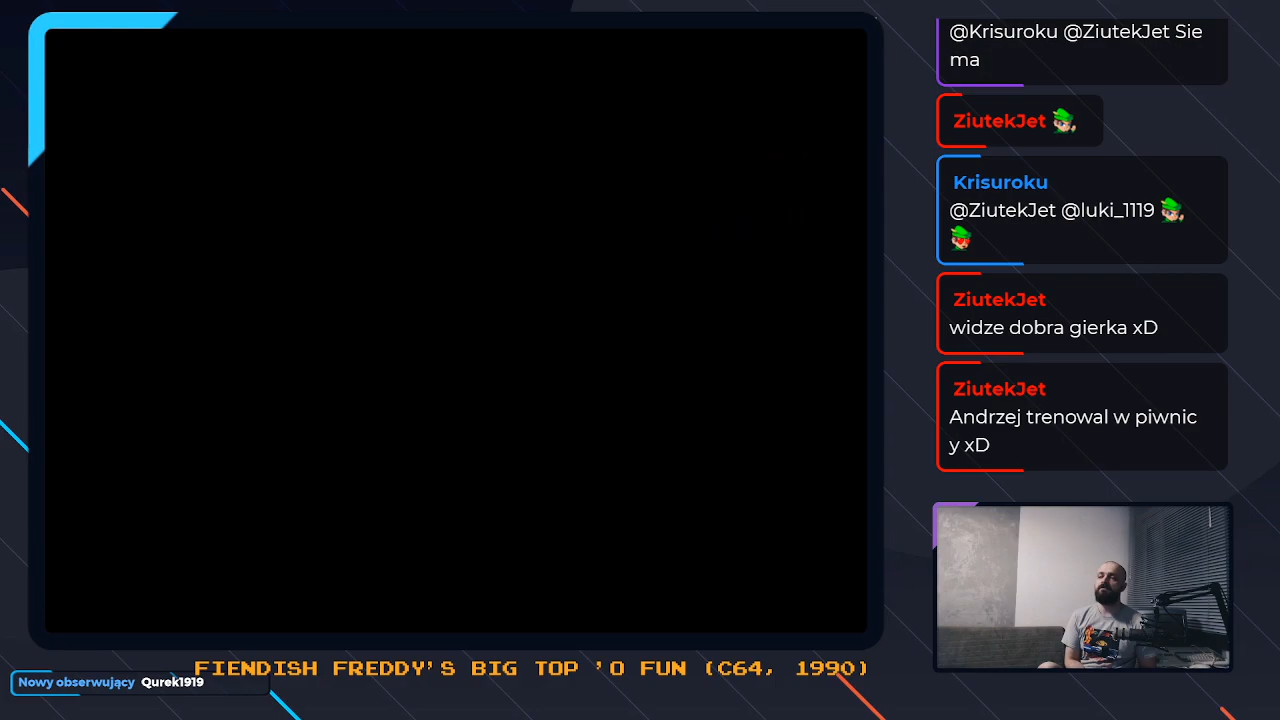 @Krisuroku @ZiutekJet Sie
ma
ZiutekJet
Krisuroku
@ZiutekJet @luki_1119
ZiutekJet
widze dobra gierka xD
ZiutekJet
Andrzej trenowal w piwnic
y xD
FIENDISH FREDDY'S BIG TOP 'O FUN (C64, 1990)
Nowy obserwujący Qurek1919